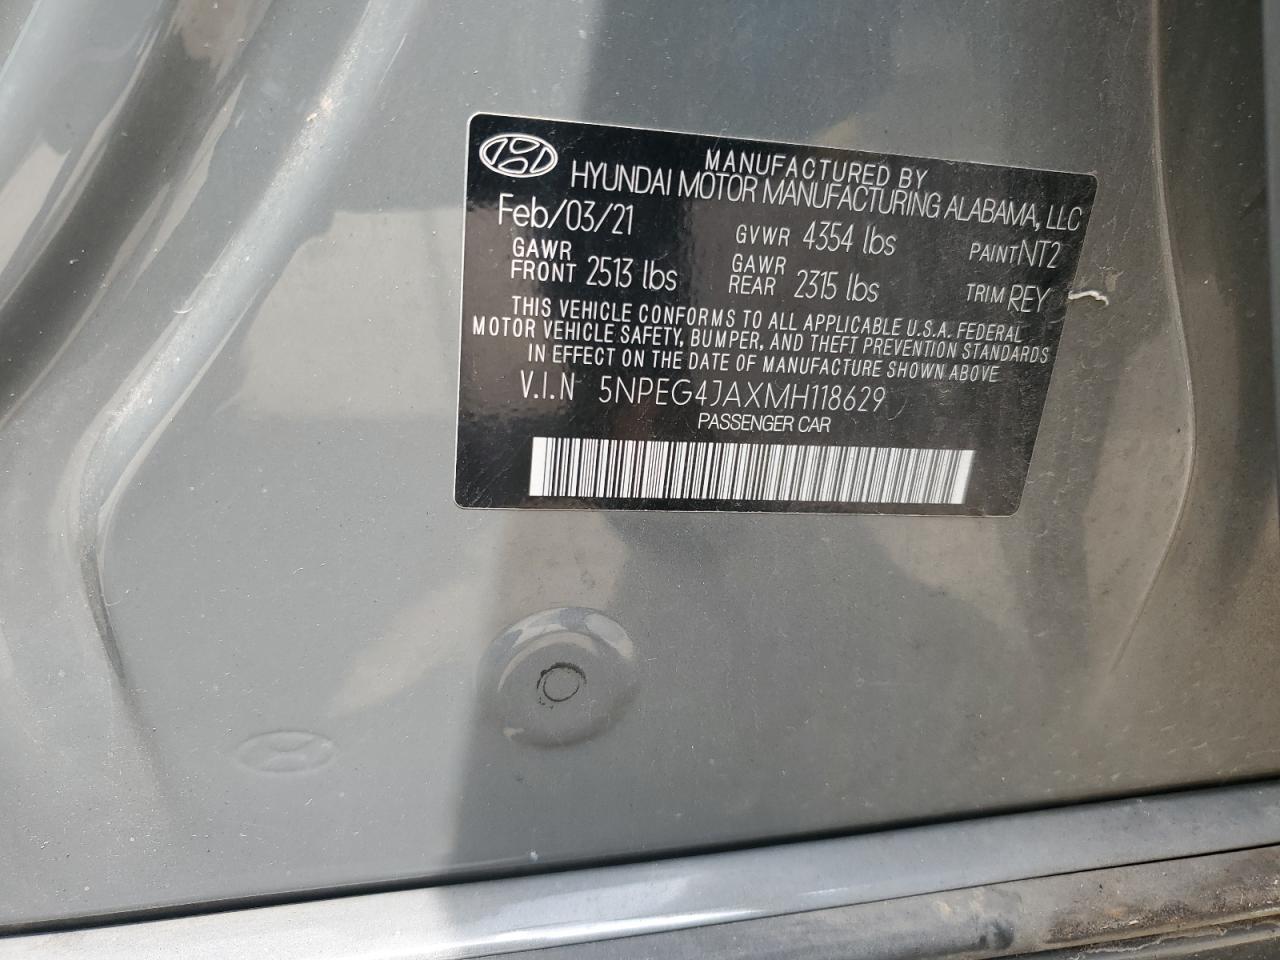 MANUFACTURED BY
HYUNDAI MOTOR MANUFACTURING ALABAMA, LLC
Feb/03/21 GVWR 4354 lbs PAINT NT2
GAWR FRONT 2513 lbs GAWR REAR 2315 lbs TRIM REY
THIS VEHICLE CONFORMS TO ALL APPLICABLE U.S.A. FEDERAL
MOTOR VEHICLE SAFETY, BUMPER, AND THEFT PREVENTION STANDARDS
IN EFFECT ON THE DATE OF MANUFACTURE SHOWN ABOVE
V.I.N 5NPEG4JAXMH118629
PASSENGER CAR